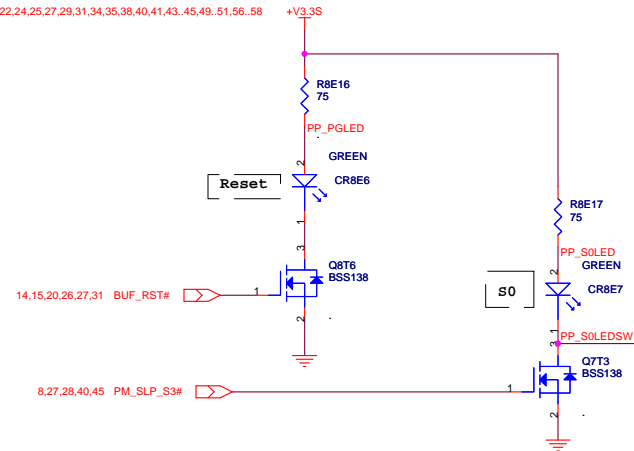 22,24,25,27,29,31,34,35,38,40,41,43..45,49..51,56..58 +V3.3S
R8E16
75
PP_PGLED
2
GREEN
Reset
CR8E6
1
R8E17
75
3
PP_S0LED
Q8T6
GREEN
BSS138
2
S0
CR8E7
14,15,20,26,27,31 BUF_RST#
1
2
1
PP_S0LEDSW
3
Q7T3
BSS138
8,27,28,40,45 PM_SLP_S3#
1
2